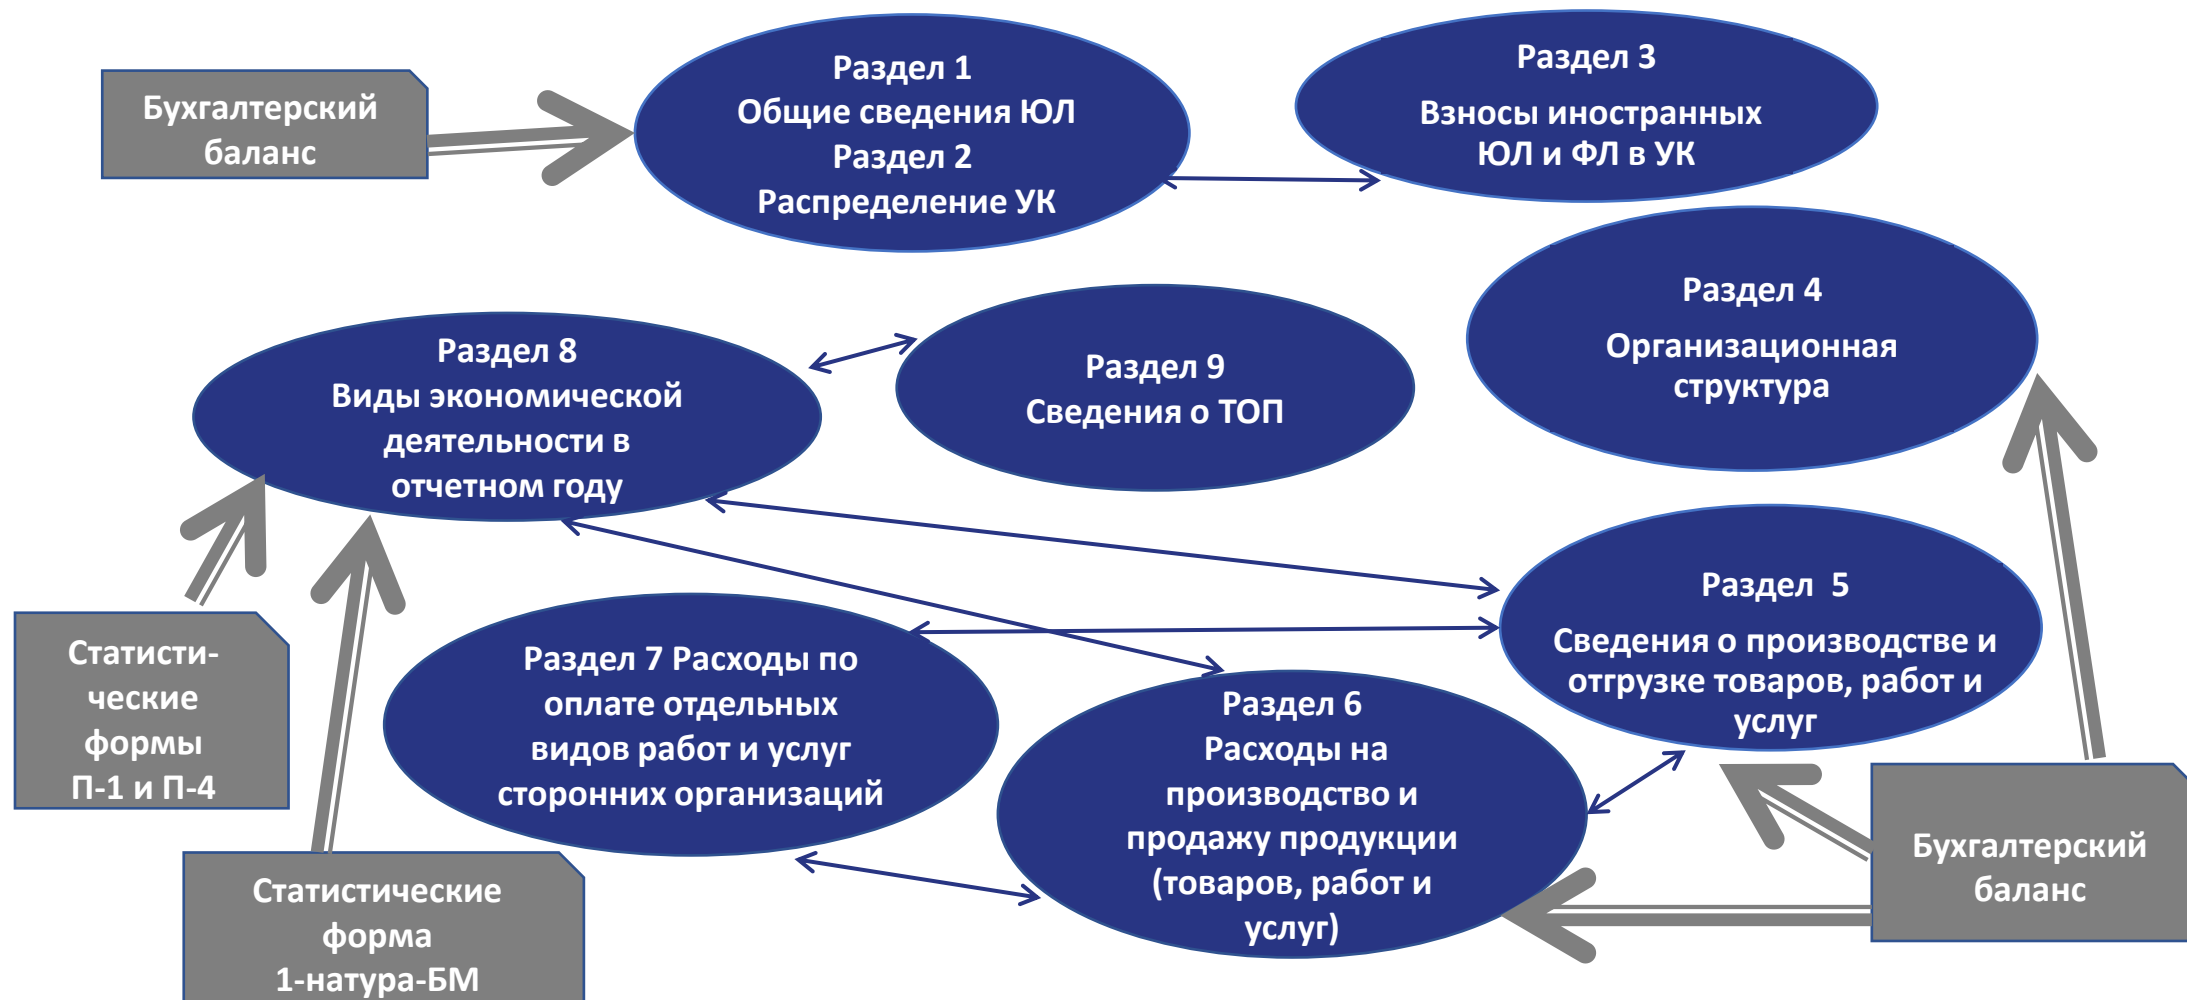 Бухгалтерский
баланс
Раздел 1
Общие сведения ЮЛ
Раздел 2
Распределение УК
Раздел 3
Взносы иностранных
ЮЛ и ФЛ в УК
Раздел 4
Организационная
структура
Раздел 8
Виды экономической
деятельности в
отчетном году
Раздел 9
Сведения о ТОП
Раздел 5
Сведения о производстве и
отгрузке товаров, работ и
услуг
Статисти-
ческие
формы
П-1 и П-4
Раздел 7 Расходы по
оплате отдельных
видов работ и услуг
сторонних организаций
Раздел 6
Расходы на
производство и
продажу продукции
(товаров, работ и
услуг)
Бухгалтерский
баланс
Статистические
форма
1-натура-БМ